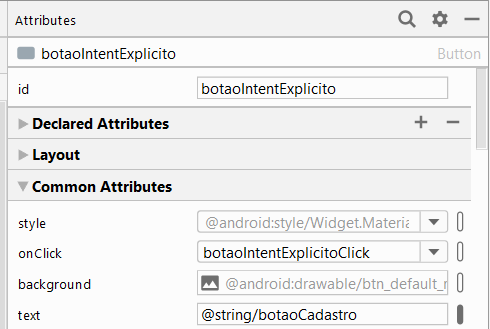 Attributes
botaoIntentExplicito Button
id botaoIntentExplicito
Declared Attributes
Layout
Common Attributes
style @android:style/Widget.Materia
onClick botaoIntentExplicitoClick
background @android:drawable/btn_default_r
text @string/botaoCadastro